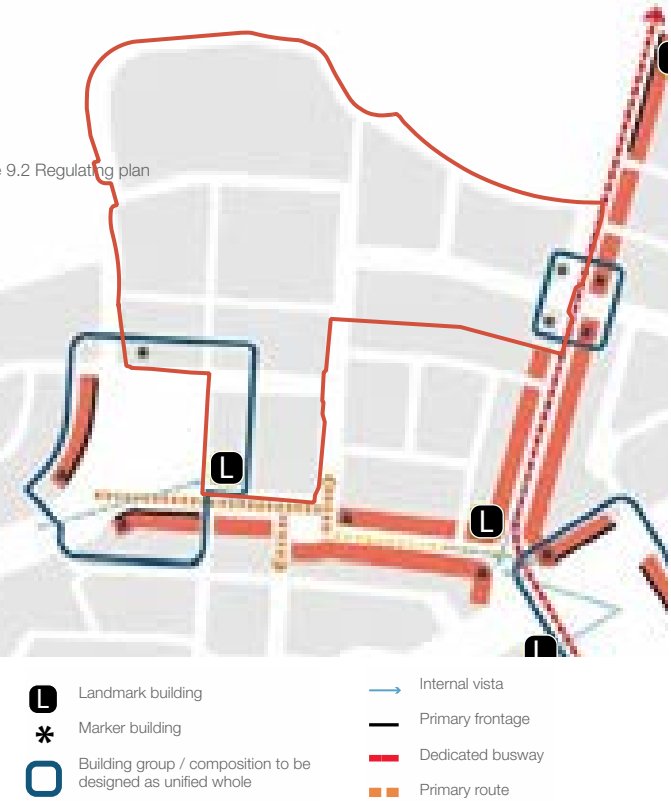 9.2 Regulating plan
L
L
L
L Landmark building
* Marker building
Building group / composition to be
designed as unified whole
Internal vista
Primary frontage
Dedicated busway
Primary route